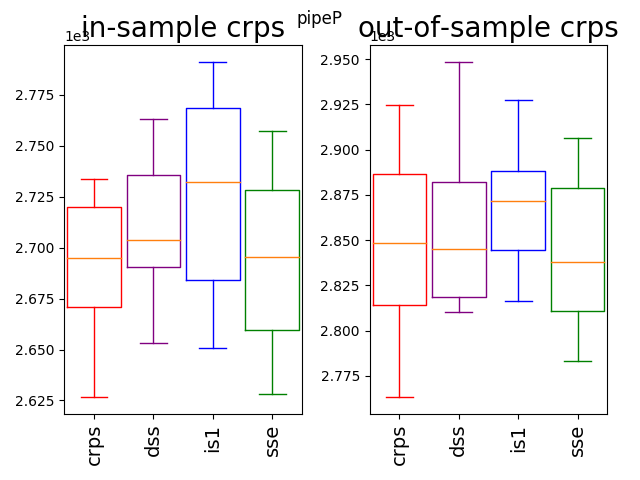 pipeP
in-sample crps
1e3
2.775
2.750
2.725
2.700
2.675
2.650
2.625
crps
dss
is1
sse
out-of-sample crps
1e3
2.950
2.925
2.900
2.875
2.850
2.825
2.800
2.775
crps
dss
is1
sse